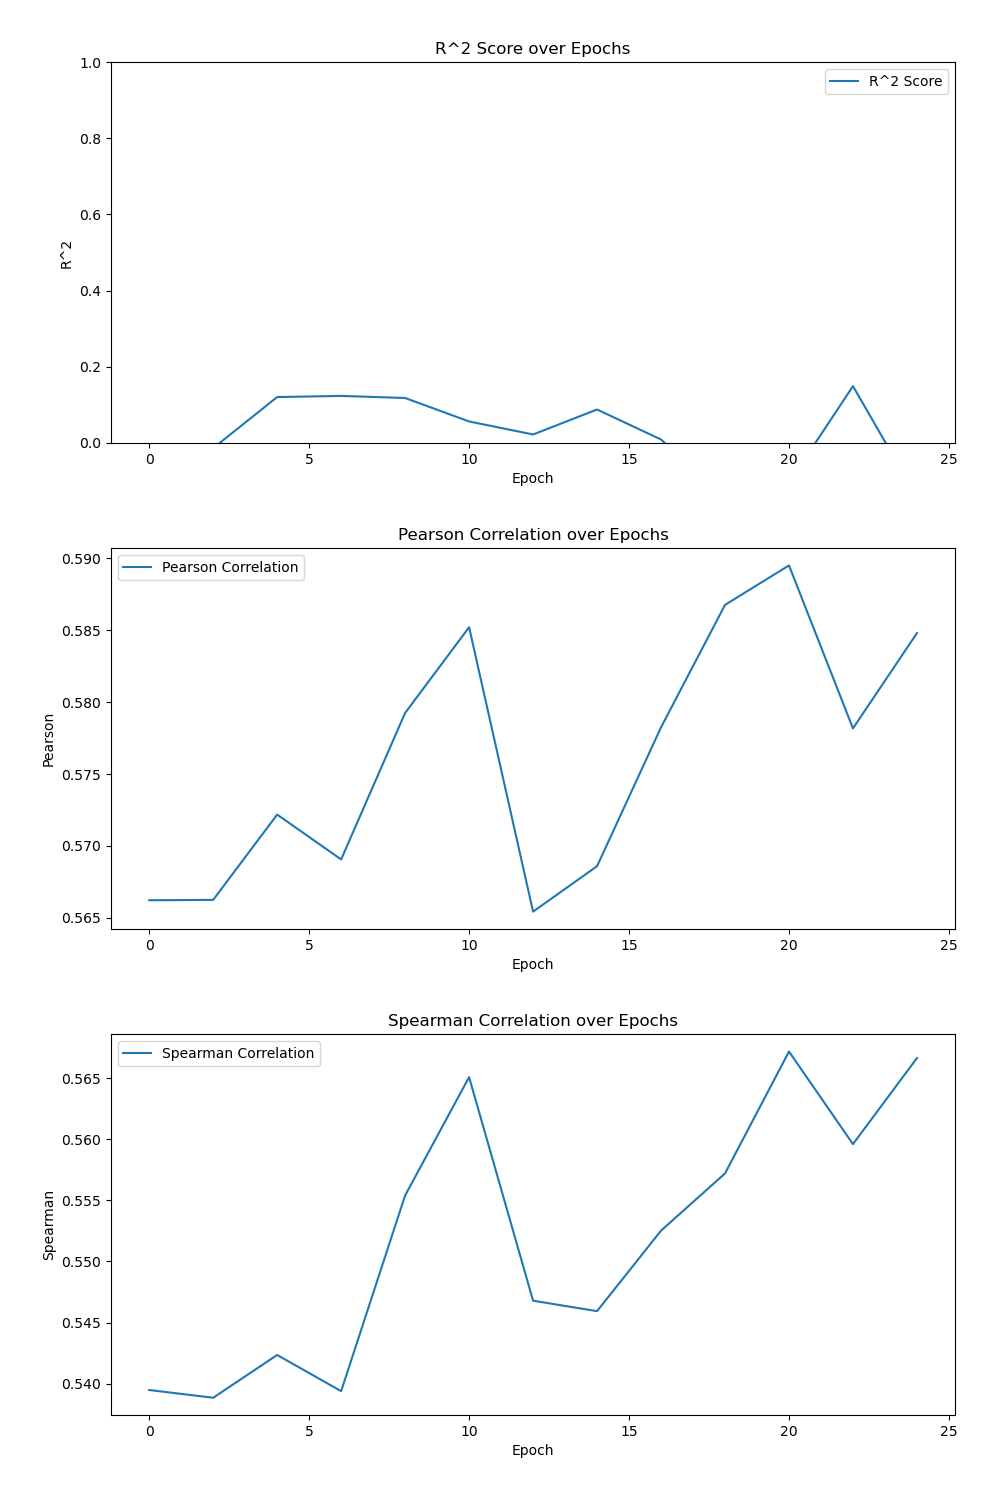 R^2 Score over Epochs
1.0
R^2 Score
0.8
0.6
R^2
0.4
0.2
0.0
0 5 10 15 20 25
Epoch
Pearson Correlation over Epochs
0.590
Pearson Correlation
0.585
0.580
Pearson
0.575
0.570
0.565
0 5 10 15 20 25
Epoch
Spearman Correlation over Epochs
Spearman Correlation
0.565
0.560
0.555
Spearman
0.550
0.545
0.540
0 5 10 15 20 25
Epoch